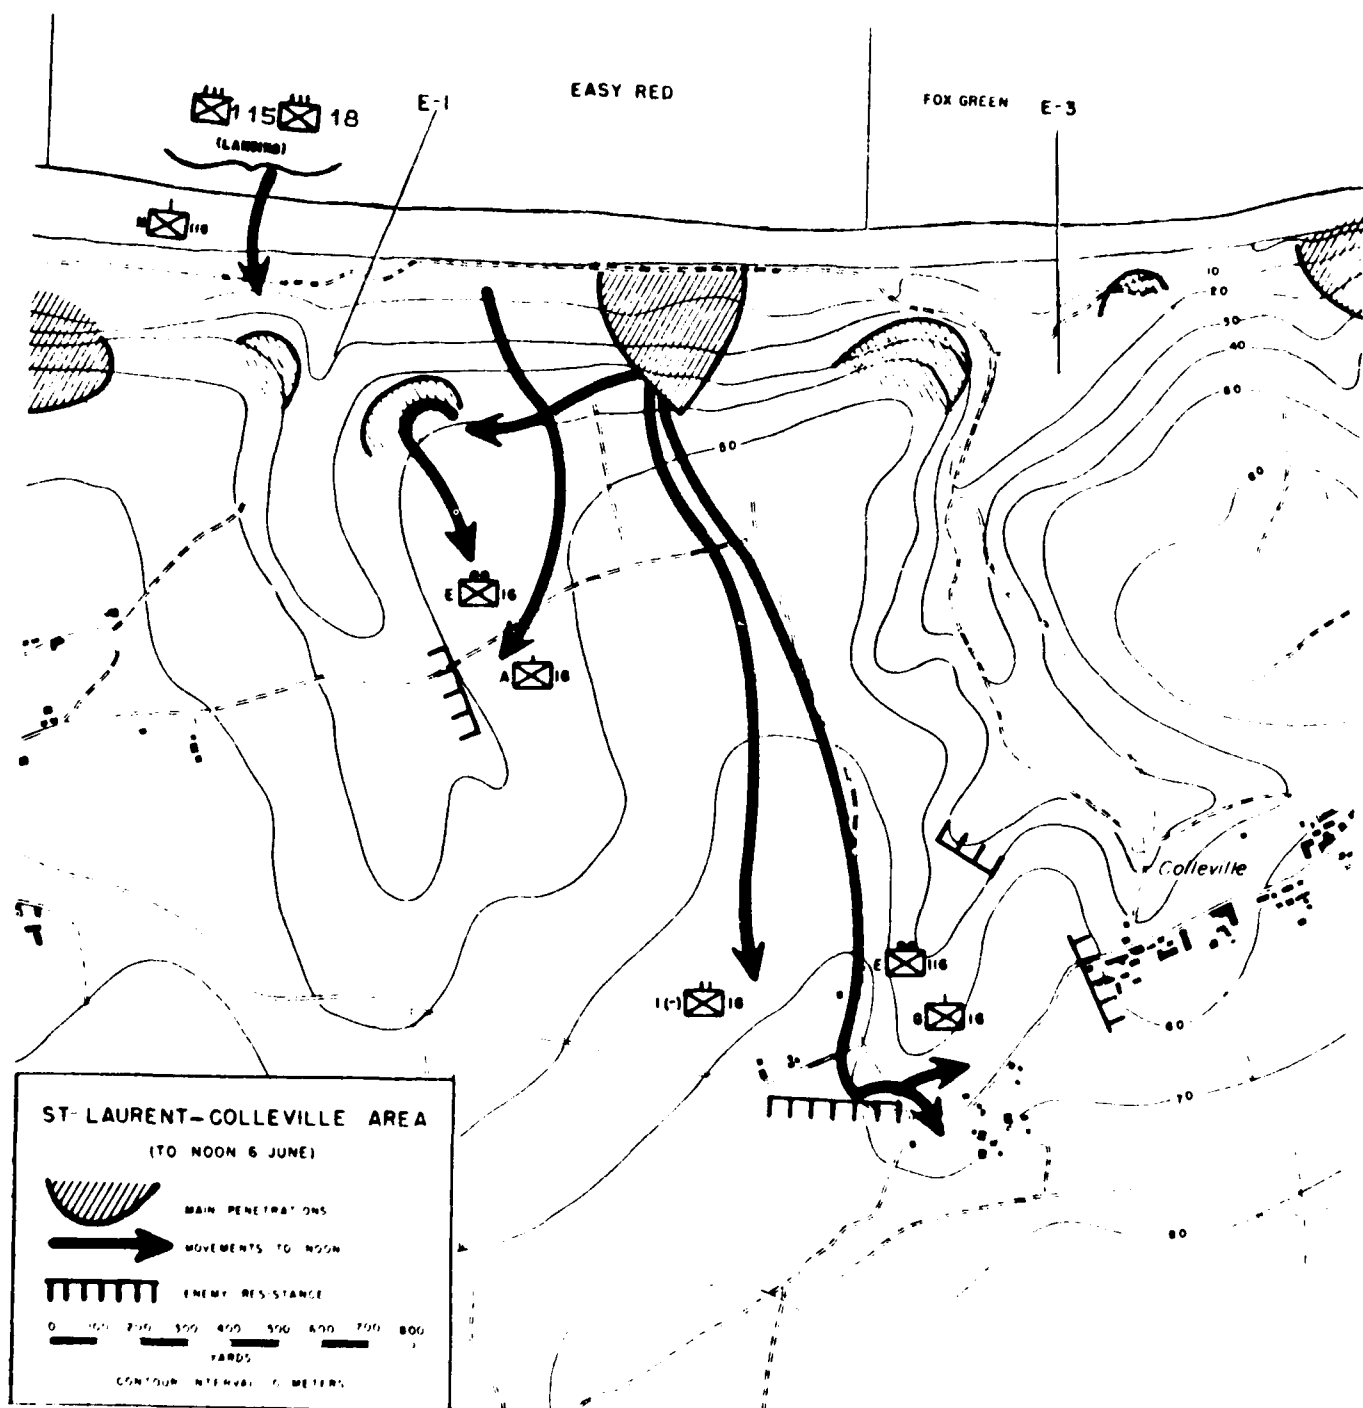 EASY RED
FOX GREEN
E-3
E-1
115
18
(LANDING)
M
116
10
20
30
40
60
60
50
E
16
A
16
Colleville
E
116
I(-)
16
G
16
60
70
80
ST-LAURENT-COLLEVILLE AREA
(TO NOON 6 JUNE)
MAIN PENETRATIONS
MOVEMENTS TO NOON
ENEMY RESISTANCE
0 100 200 300 400 500 600 700 800
YARDS
CONTOUR INTERVAL METERS